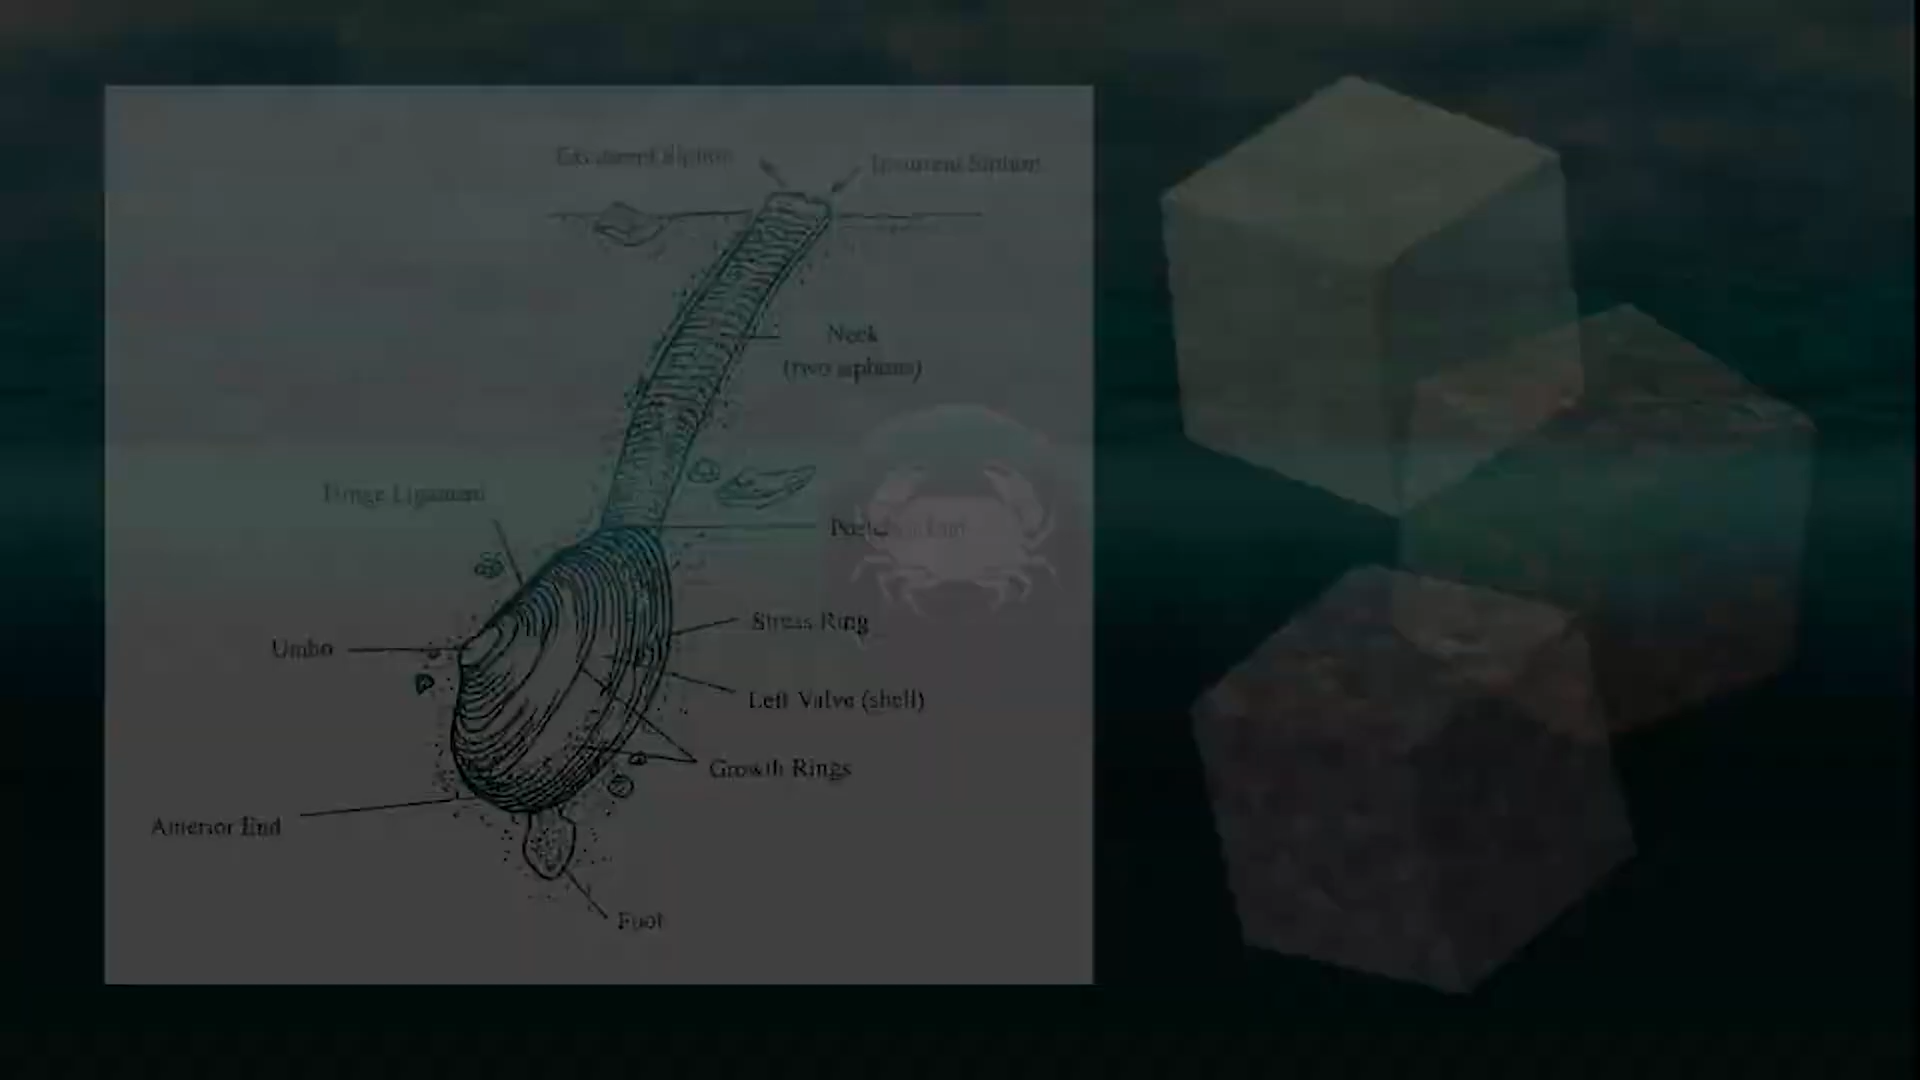 Excurrent Siphon
Incurrent Siphon
Neck
(two siphons)
Hinge Ligament
Umbo
Stress Ring
Left Valve (shell)
Growth Rings
Anterior End
Foot